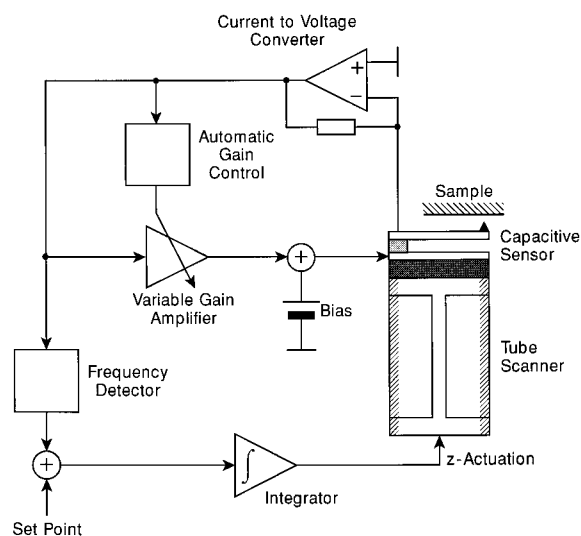 Current to Voltage
Converter
+
−
Automatic
Gain
Control
Sample
Capacitive
Sensor
+
Variable Gain
Amplifier
Bias
Tube
Scanner
Frequency
Detector
+
∫
z-Actuation
Integrator
Set Point